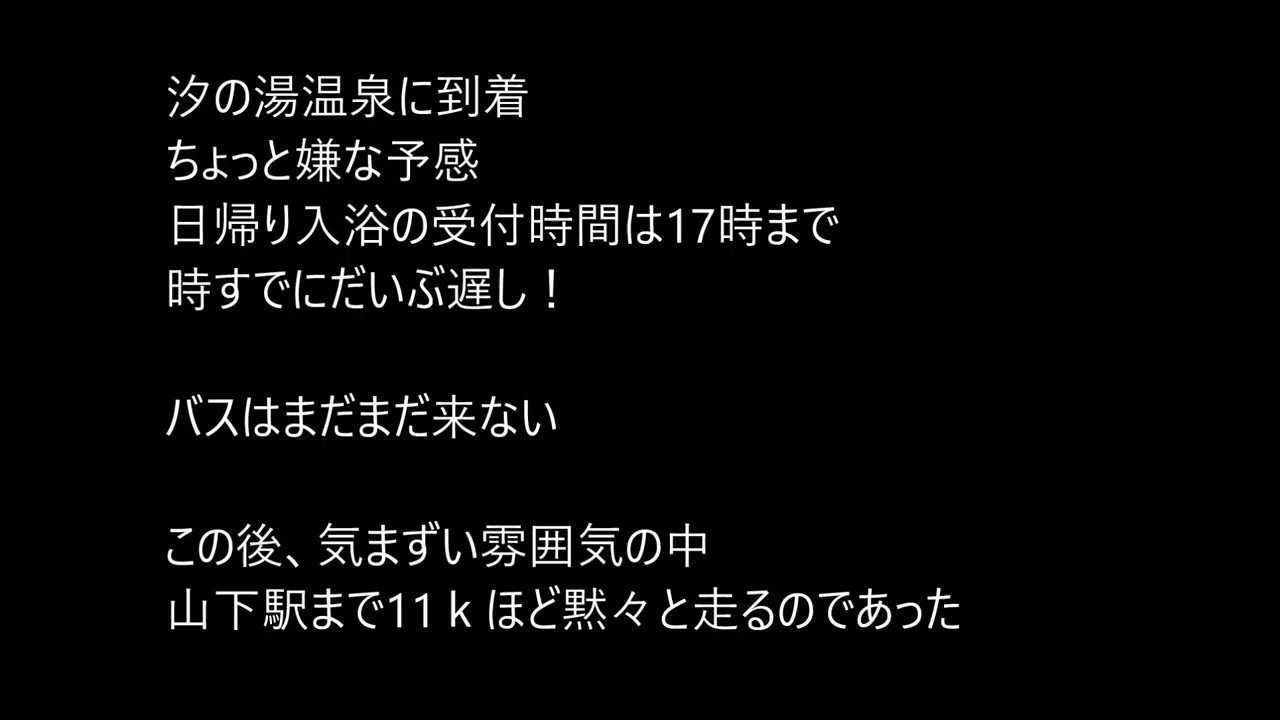 汐の湯温泉に到着
ちょっと嫌な予感
日帰り入浴の受付時間は17時まで
時すでにだいぶ遅し！
バスはまだまだ来ない
この後、気まずい雰囲気の中
山下駅まで11ｋほど黙々と走るのであった